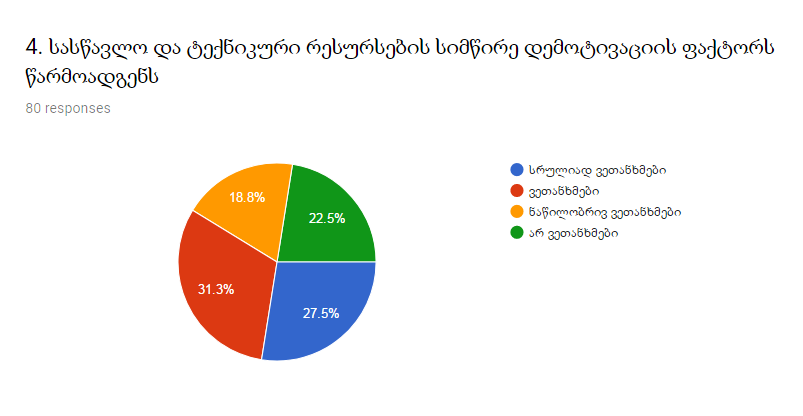 4. სასწავლო და ტექნიკური რესურსების სიმწირე დემოტივაციის ფაქტორს
წარმოადგენს
80 responses
18.8%
22.5%
31.3%
27.5%
სრულიად ვეთანხმები
ვეთანხმები
ნაწილობრივ ვეთანხმები
არ ვეთანხმები